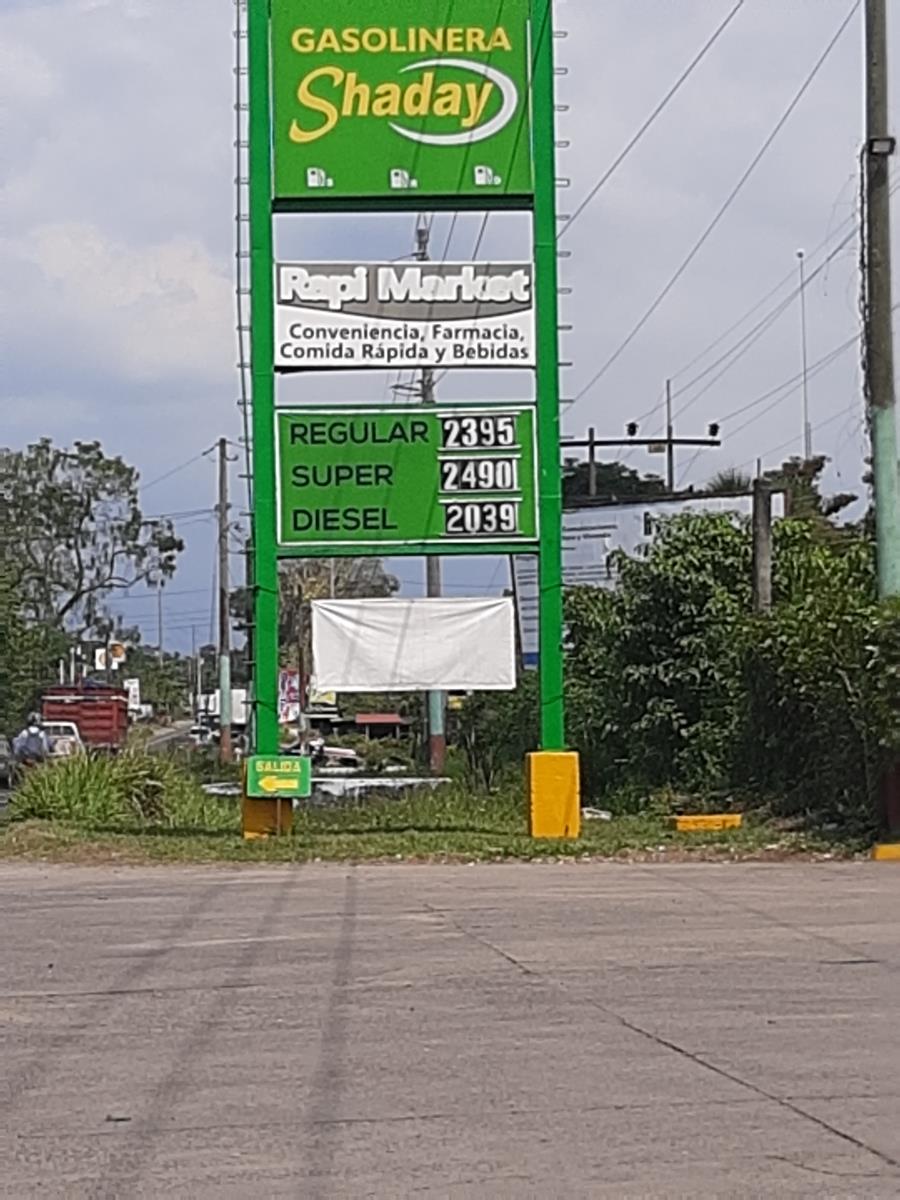 GASOLINERA
Shaday
Rapi Market
Conveniencia, Farmacia,
Comida Rápida y Bebidas
REGULAR 2395
SUPER 2490
DIESEL 2039
SALIDA